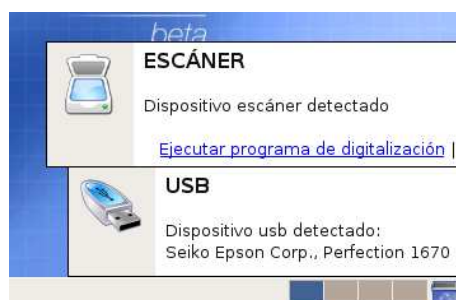 beta
ESCÁNER
Dispositivo escáner detectado
Ejecutar programa de digitalización |
USB
Dispositivo usb detectado:
Seiko Epson Corp., Perfection 1670